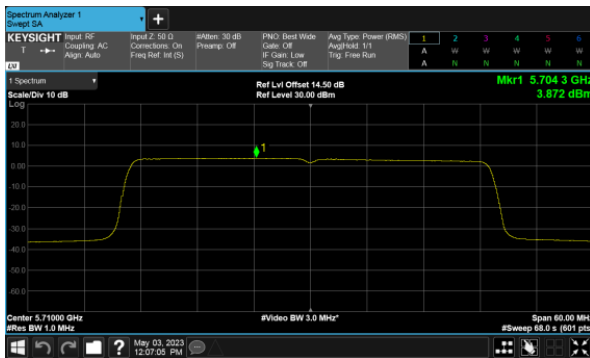 Spectrum Analyzer 1
Swept SA
KEYSIGHT Input: RF Input Z: 50 Ω #Atten: 30 dB PNO: Best Wide Avg Type: Power (RMS) 1 2 3 4 5 6
T Coupling: AC Corrections: On Preamp: Off Gate: Off Avg|Hold: 1/1 A W W W W W
Align: Auto Freq Ref: Int (S) IF Gain: Low Trig: Free Run
LM Sig Track: Off A N N N N N
1 Spectrum Ref Lvl Offset 14.50 dB Mkr1 5.704 3 GHz
Scale/Div 10 dB Ref Level 30.00 dBm 3.872 dBm
Log
20.0
10.0
1
0.00
-10.0
-20.0
-30.0
-40.0
-50.0
-60.0
Center 5.71000 GHz #Video BW 3.0 MHz* Span 60.00 MHz
#Res BW 1.0 MHz #Sweep 68.0 s (601 pts)
May 03, 2023
12:07:05 PM